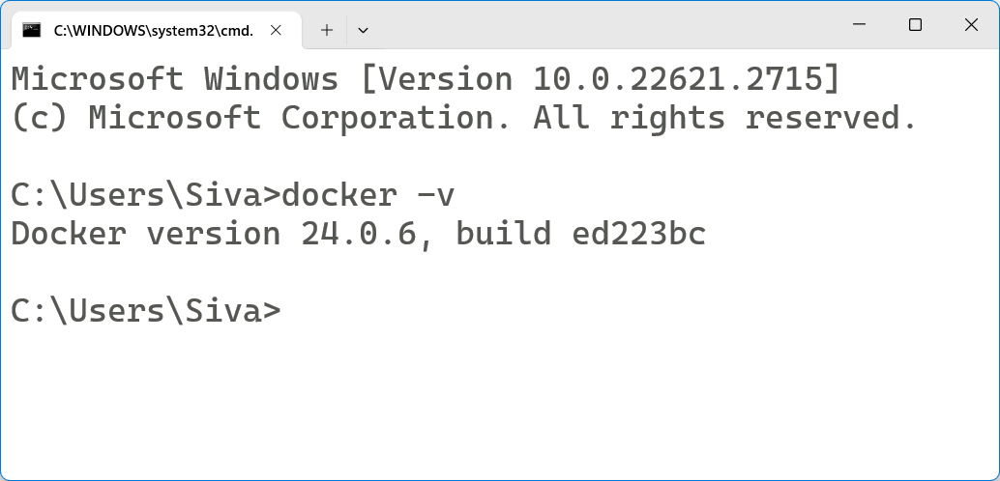 C:\WINDOWS\system32\cmd.
Microsoft Windows [Version 10.0.22621.2715]
(c) Microsoft Corporation. All rights reserved.
C:\Users\Siva>docker -v
Docker version 24.0.6, build ed223bc
C:\Users\Siva>